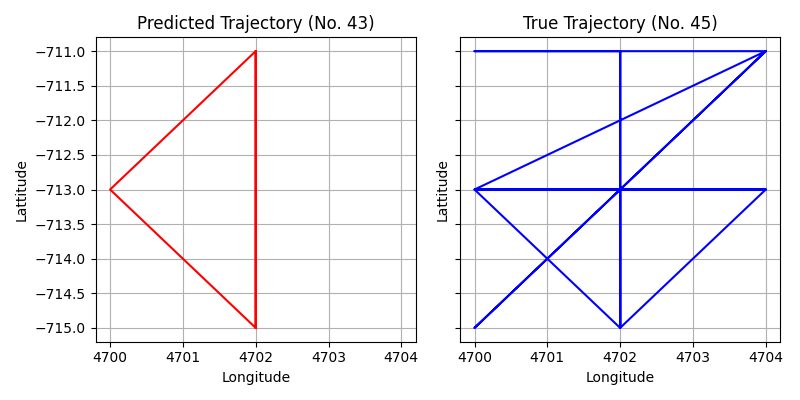 Predicted Trajectory (No. 43)
True Trajectory (No. 45)
−711.0
−711.5
−712.0
−712.5
−713.0
−713.5
−714.0
−714.5
−715.0
Lattitude
Lattitude
4700 4701 4702 4703 4704
4700 4701 4702 4703 4704
Longitude
Longitude